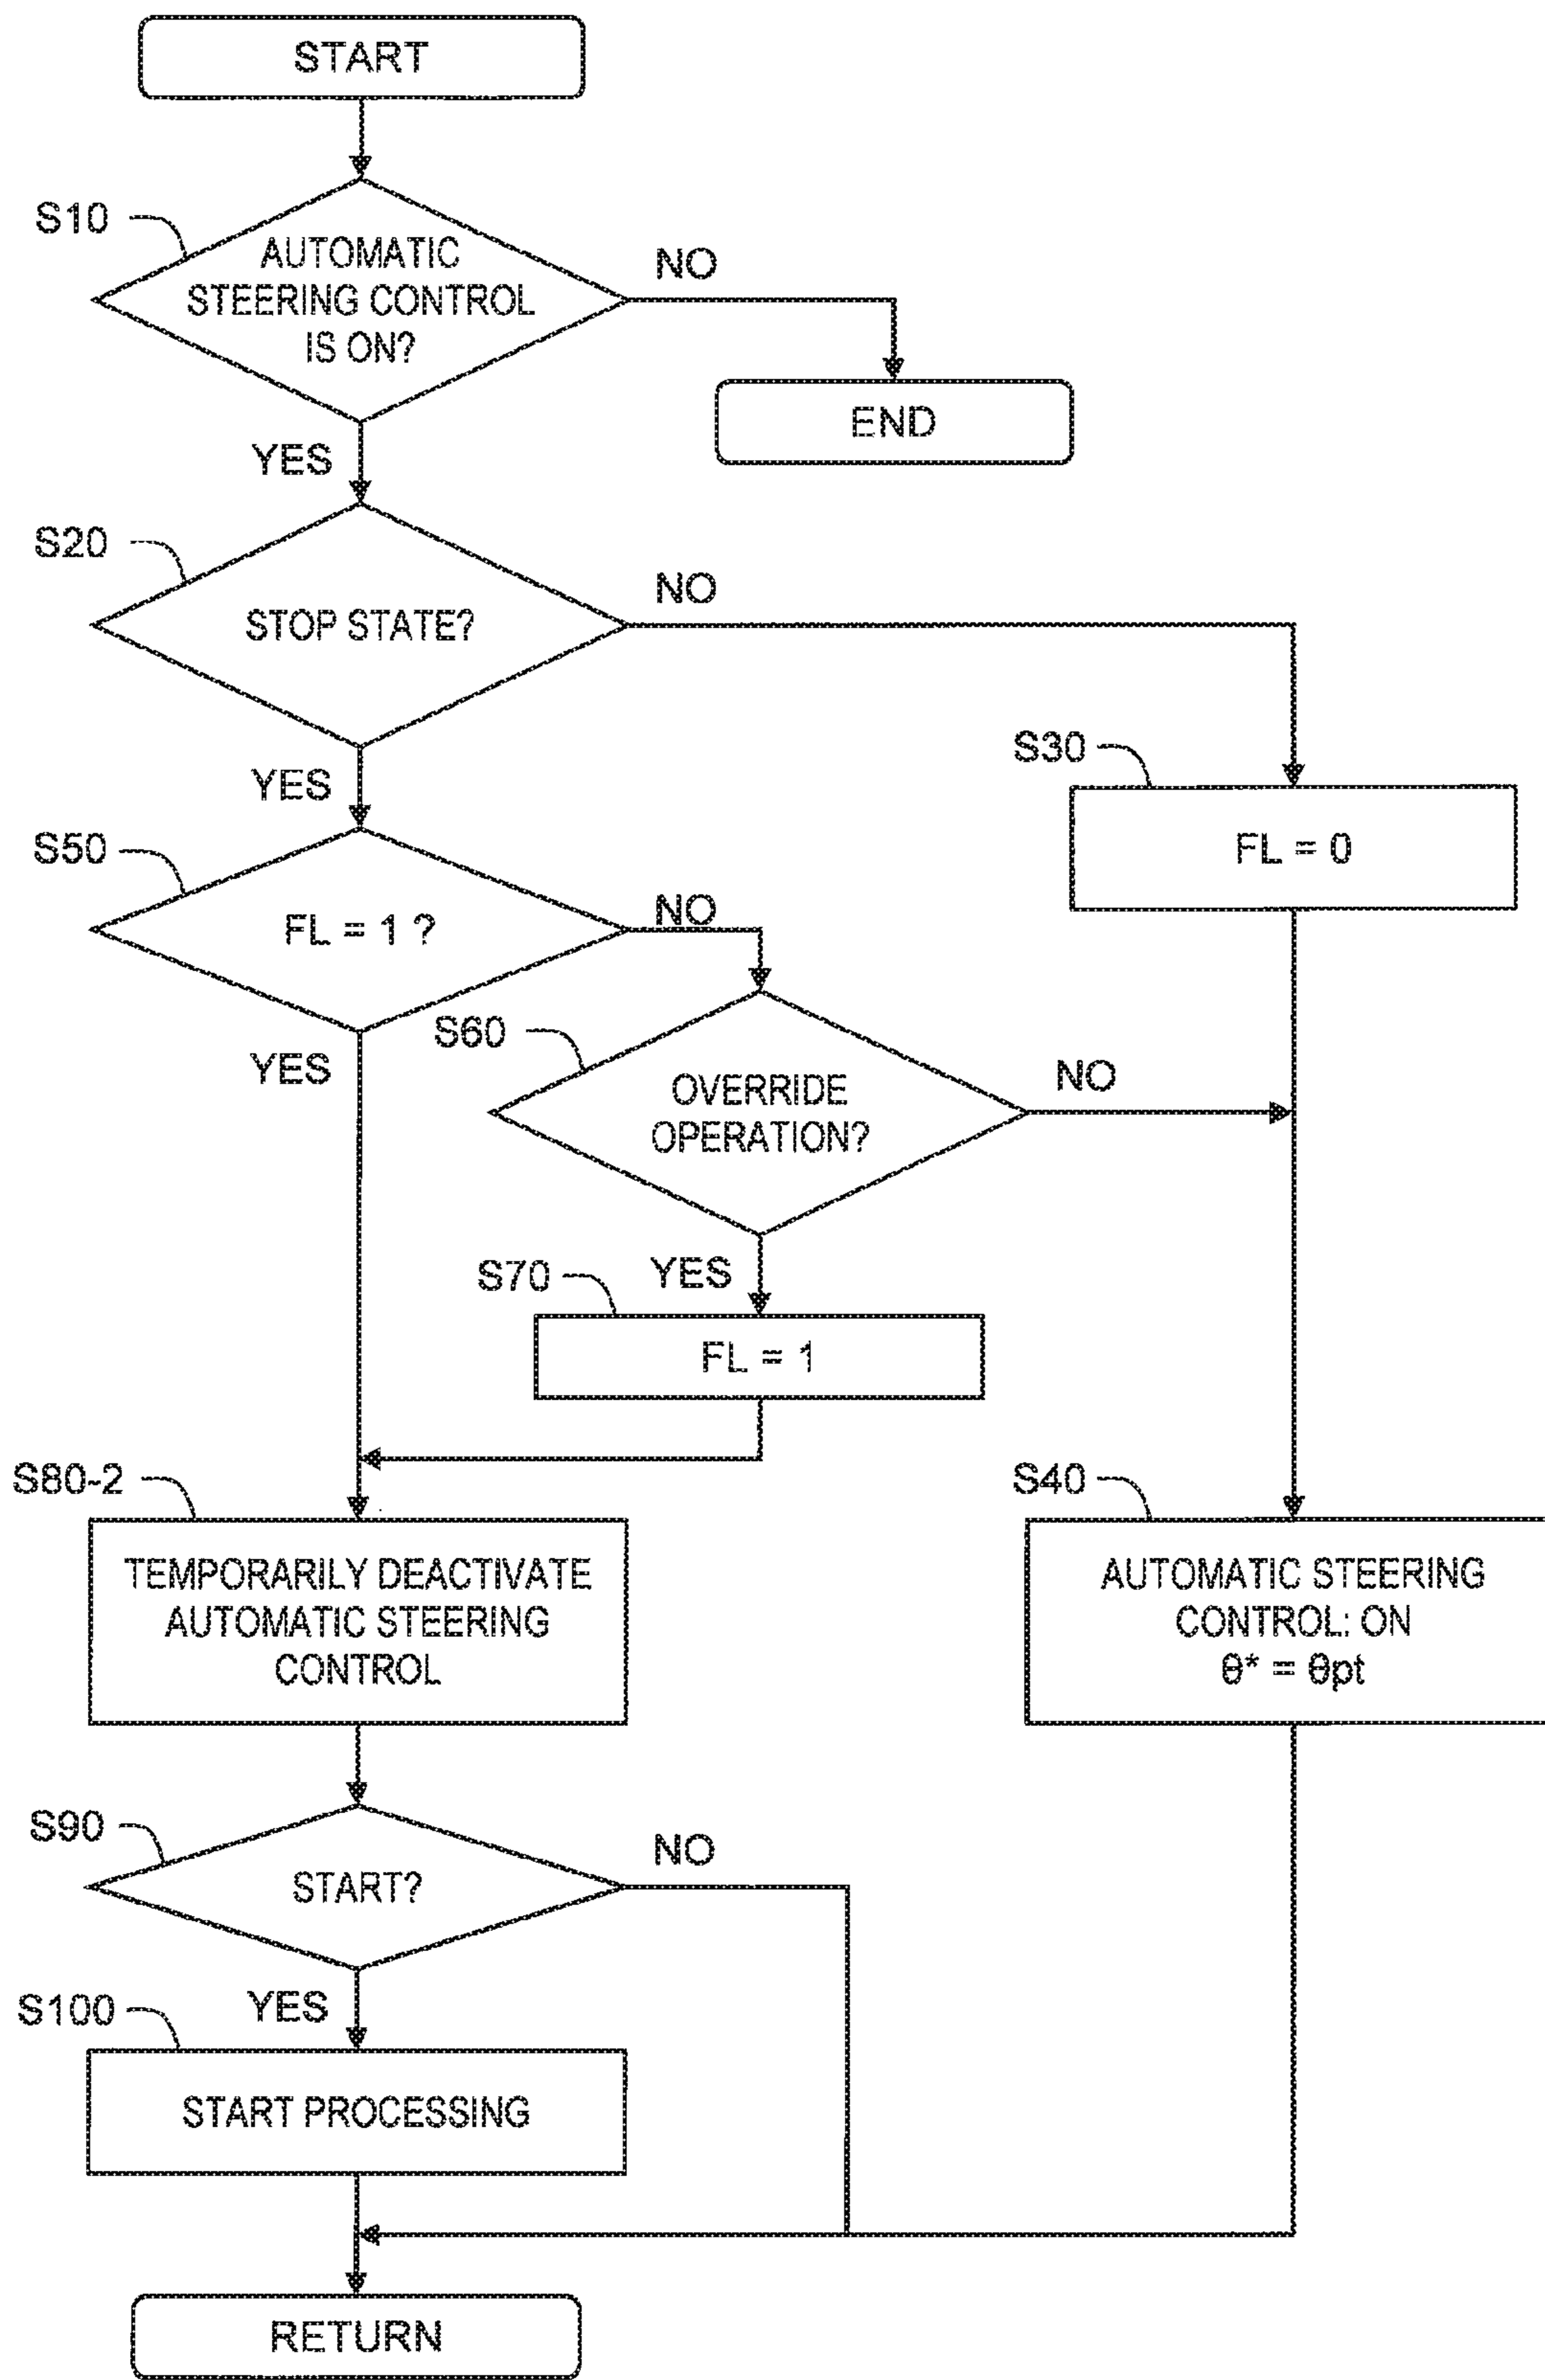 START
S10
AUTOMATIC
STEERING CONTROL
IS ON?
NO
END
YES
S20
STOP STATE?
NO
YES
S30
FL = 0
S50
FL = 1 ?
NO
YES
S60
OVERRIDE
OPERATION?
NO
YES
S70
FL = 1
S80-2
TEMPORARILY DEACTIVATE
AUTOMATIC STEERING
CONTROL
S40
AUTOMATIC STEERING
CONTROL: ON
θ* = θpt
S90
START?
NO
YES
S100
START PROCESSING
RETURN